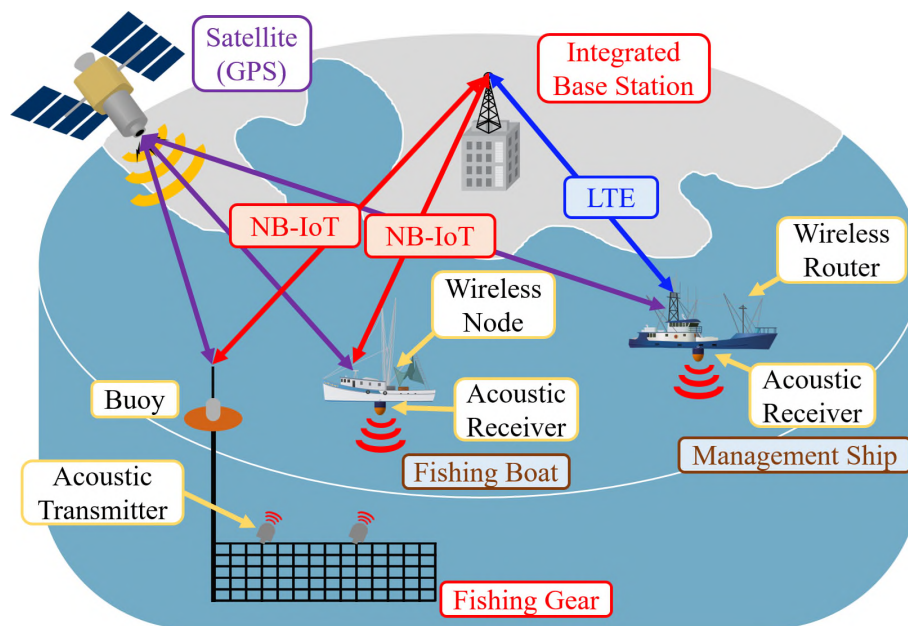 Satellite
(GPS)
Integrated
Base Station
LTE
NB-IoT
NB-IoT
Wireless
Router
Wireless
Node
Buoy
Acoustic
Receiver
Acoustic
Receiver
Management Ship
Fishing Boat
Acoustic
Transmitter
Fishing Gear